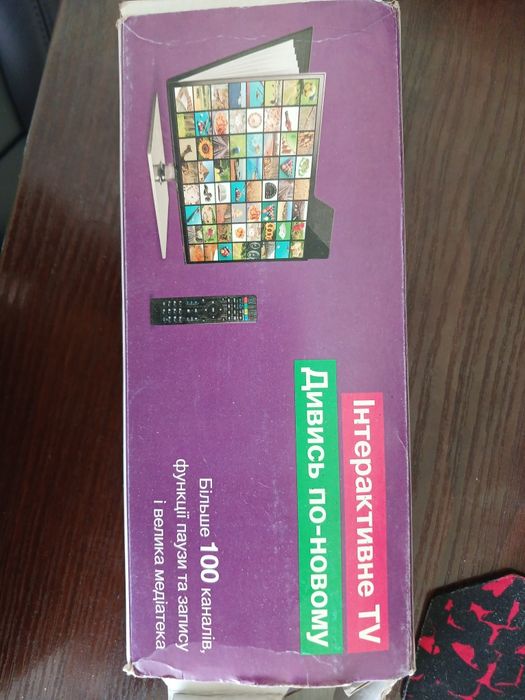 Інтерактивне TV
Дивись по-новому
Більше 100 каналів,
функції паузи та запису
і велика медіатека